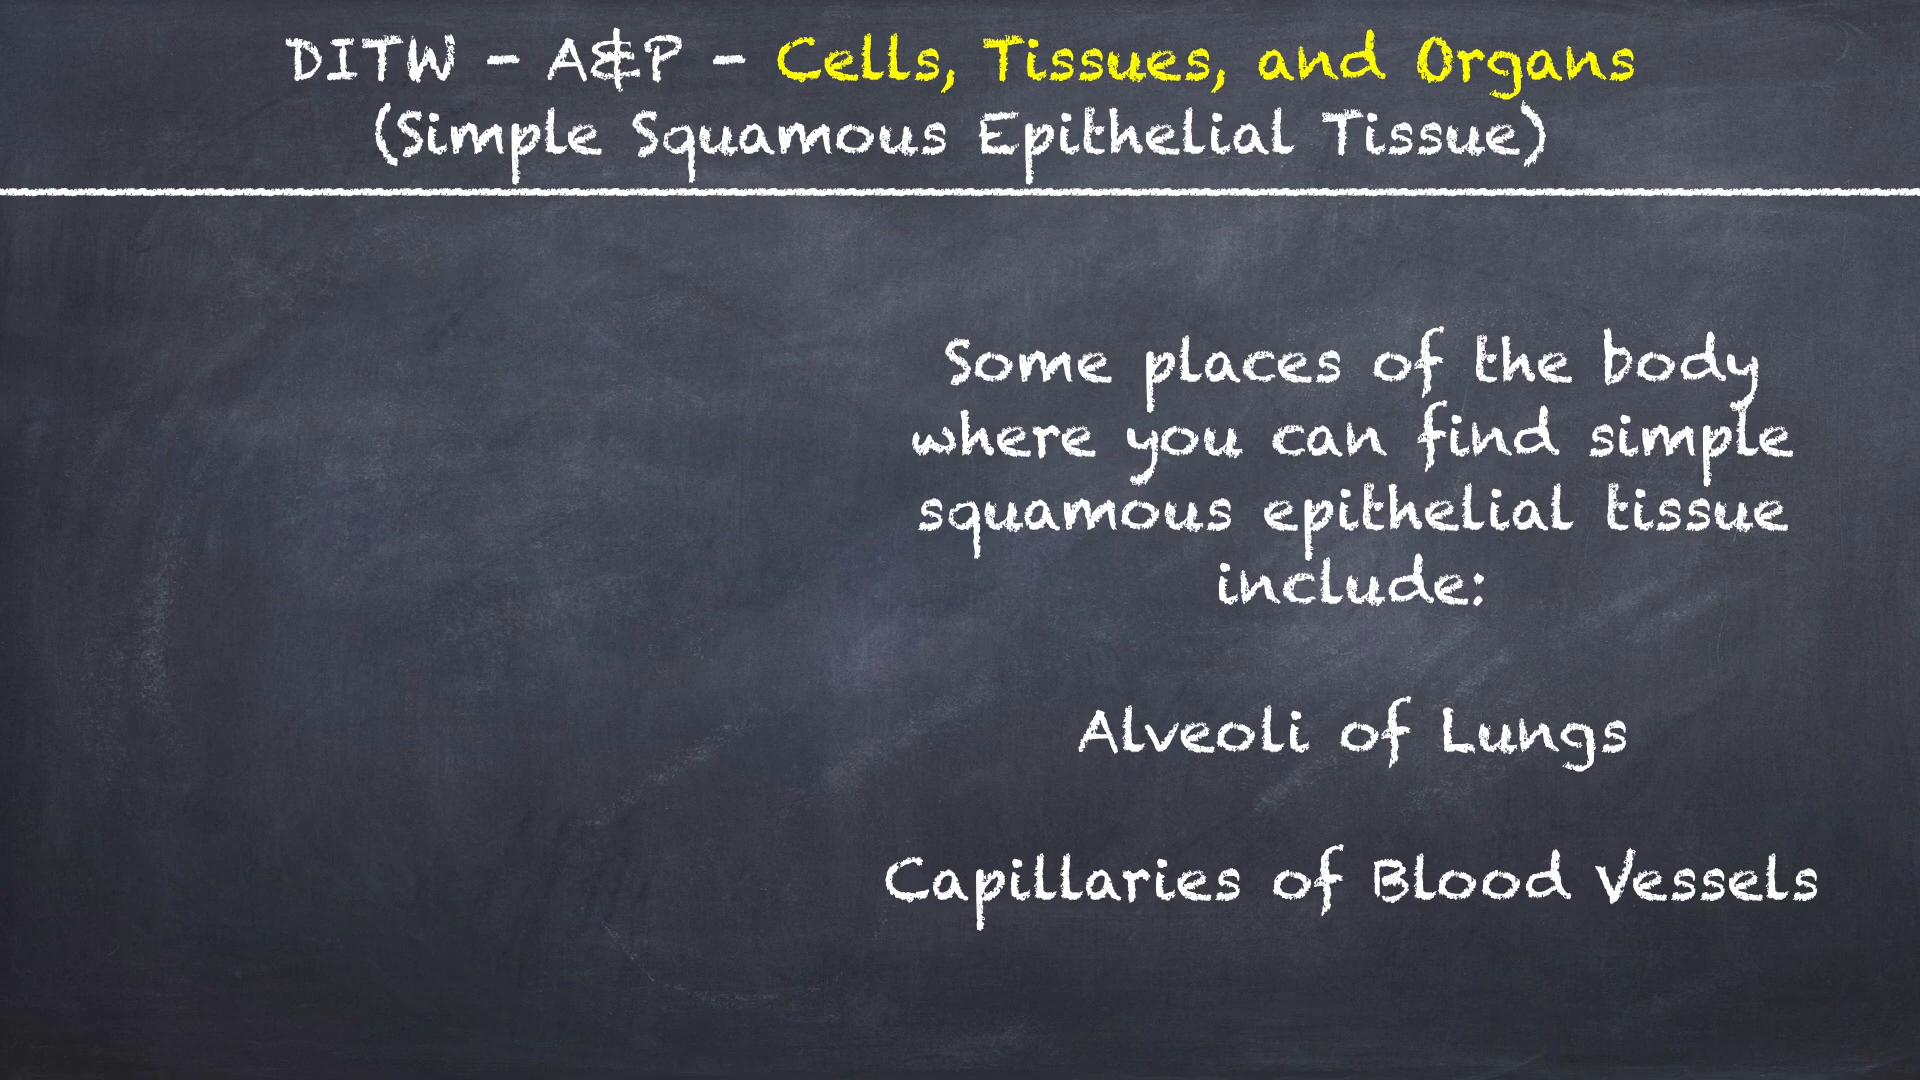 DITW - A&P - Cells, Tissues, and Organs
(Simple Squamous Epithelial Tissue)
Some places of the body
where you can find simple
squamous epithelial tissue
include:
Alveoli of Lungs
Capillaries of Blood Vessels